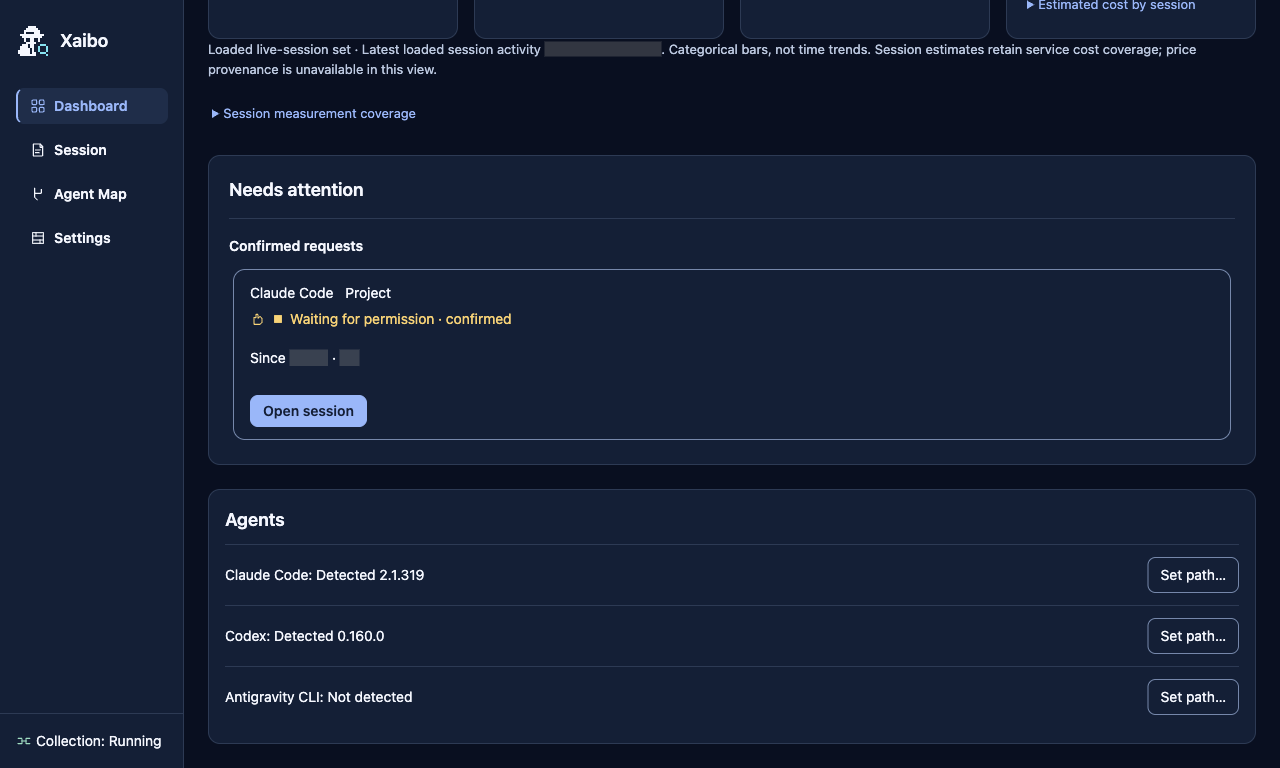 Xaibo
Dashboard
Session
Agent Map
Settings
Collection: Running
▶ Estimated cost by session
Loaded live-session set · Latest loaded session activity . Categorical bars, not time trends. Session estimates retain service cost coverage; price
provenance is unavailable in this view.
▶ Session measurement coverage
Needs attention
Confirmed requests
Claude Code Project
Waiting for permission · confirmed
Since ·
Open session
Agents
Claude Code: Detected 2.1.319
Set path...
Codex: Detected 0.160.0
Set path...
Antigravity CLI: Not detected
Set path...